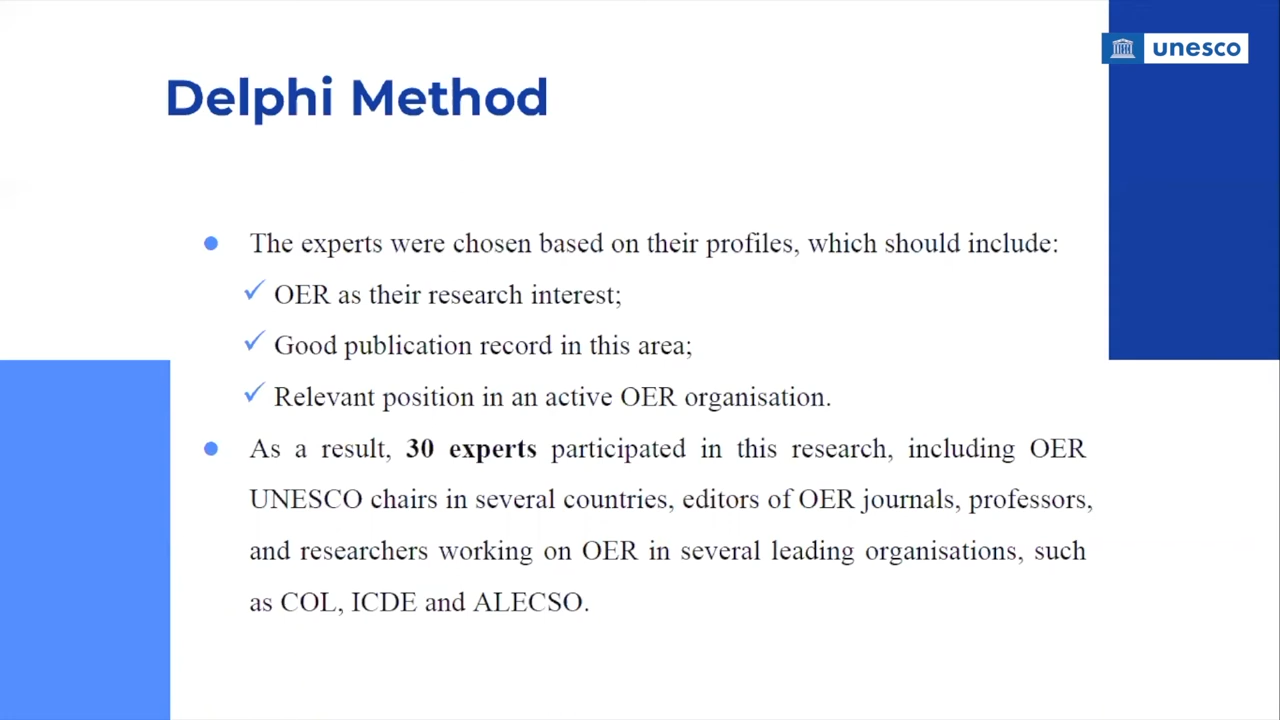 unesco
Delphi Method
The experts were chosen based on their profiles, which should include:
OER as their research interest;
Good publication record in this area;
Relevant position in an active OER organisation.
As a result, 30 experts participated in this research, including OER
UNESCO chairs in several countries, editors of OER journals, professors,
and researchers working on OER in several leading organisations, such
as COL, ICDE and ALECSO.